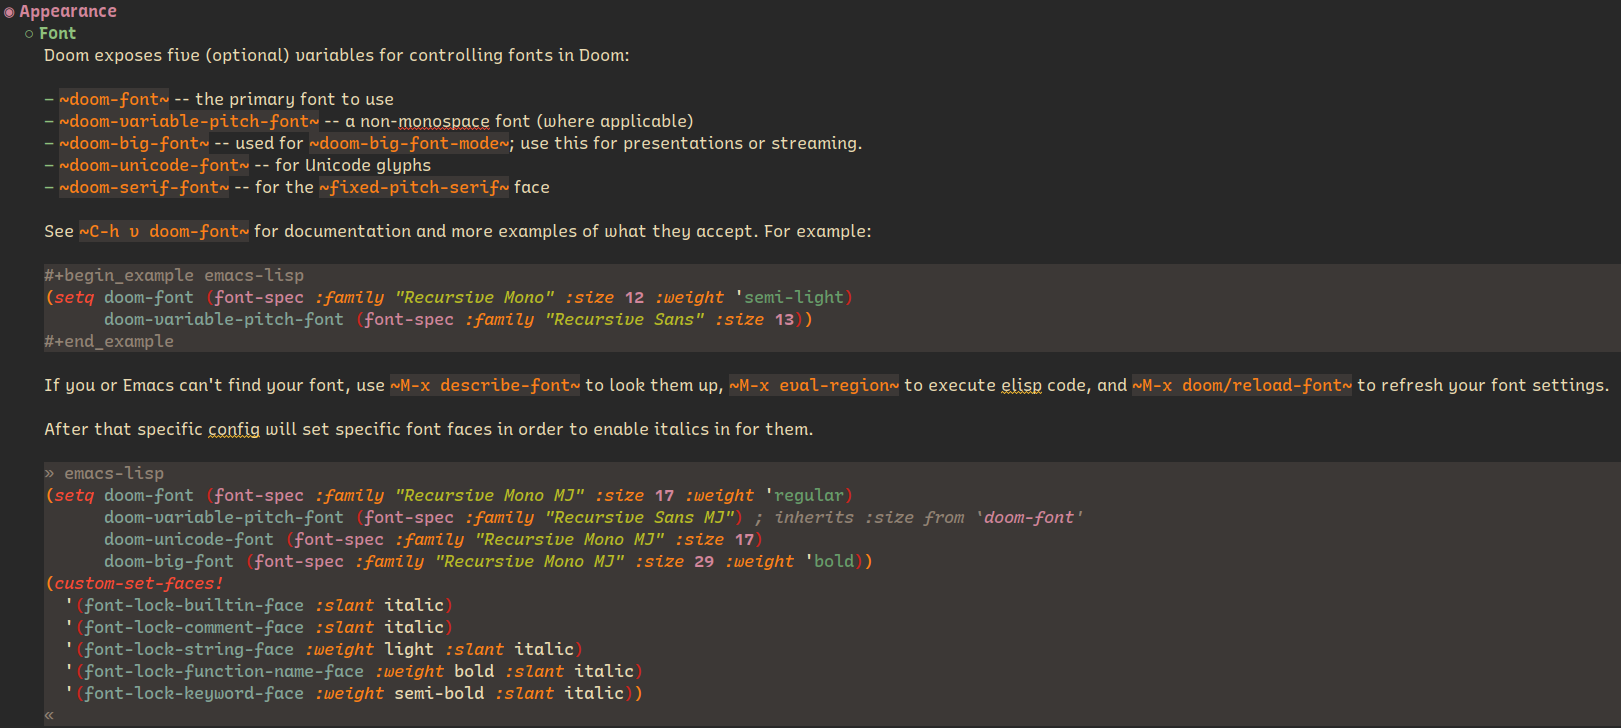 ◉ Appearance
○ Font
Doom exposes five (optional) variables for controlling fonts in Doom:
– ~doom-font~ -- the primary font to use
– ~doom-variable-pitch-font~ -- a non-monospace font (where applicable)
– ~doom-big-font~ -- used for ~doom-big-font-mode~; use this for presentations or streaming.
– ~doom-unicode-font~ -- for Unicode glyphs
– ~doom-serif-font~ -- for the ~fixed-pitch-serif~ face
See ~C-h v doom-font~ for documentation and more examples of what they accept. For example:
#+begin_example emacs-lisp
(setq doom-font (font-spec :family "Recursive Mono" :size 12 :weight 'semi-light)
      doom-variable-pitch-font (font-spec :family "Recursive Sans" :size 13))
#+end_example
If you or Emacs can't find your font, use ~M-x describe-font~ to look them up, ~M-x eval-region~ to execute elisp code, and ~M-x doom/reload-font~ to refresh your font settings.
After that specific config will set specific font faces in order to enable italics in for them.
» emacs-lisp
(setq doom-font (font-spec :family "Recursive Mono MJ" :size 17 :weight 'regular)
      doom-variable-pitch-font (font-spec :family "Recursive Sans MJ") ; inherits :size from `doom-font'
      doom-unicode-font (font-spec :family "Recursive Mono MJ" :size 17)
      doom-big-font (font-spec :family "Recursive Mono MJ" :size 29 :weight 'bold))
(custom-set-faces!
  '(font-lock-builtin-face :slant italic)
  '(font-lock-comment-face :slant italic)
  '(font-lock-string-face :weight light :slant italic)
  '(font-lock-function-name-face :weight bold :slant italic)
  '(font-lock-keyword-face :weight semi-bold :slant italic))
«